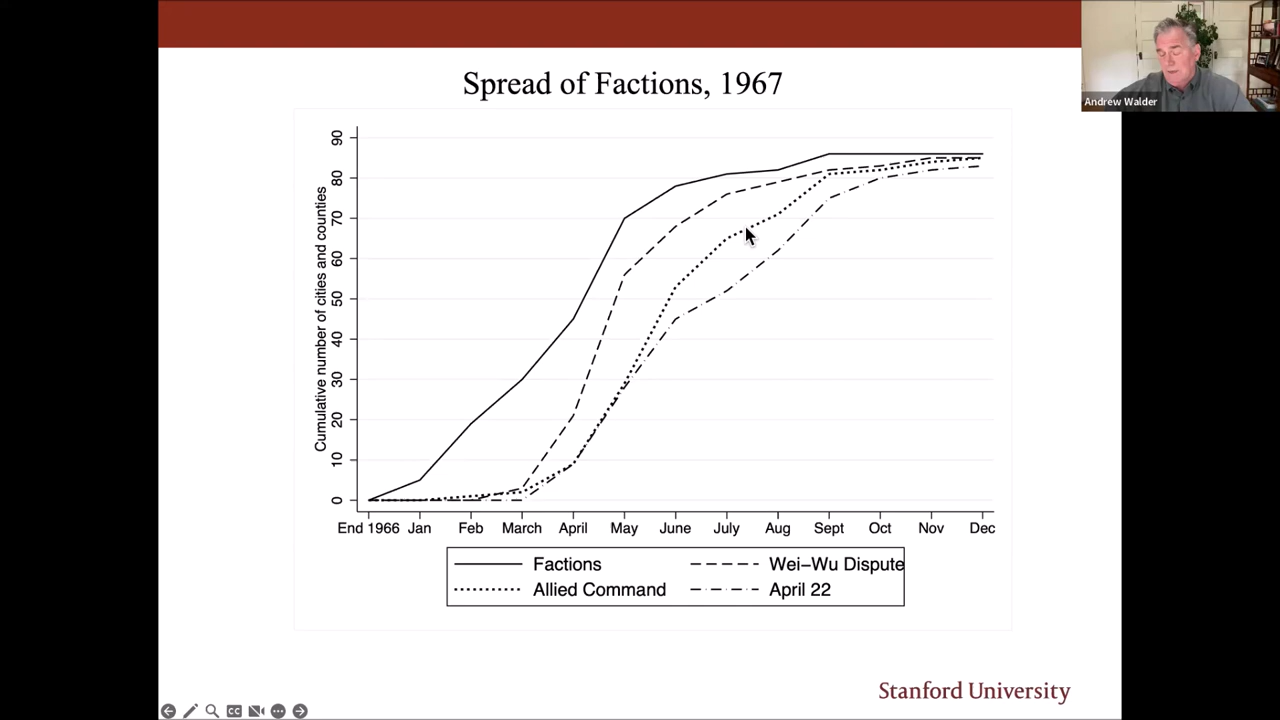 Spread of Factions, 1967
Andrew Walder
Cumulative number of cities and counties
90
80
70
60
50
40
30
20
10
0
End 1966 Jan Feb March April May June July Aug Sept Oct Nov Dec
Factions Wei–Wu Dispute
Allied Command April 22
Stanford University
CC